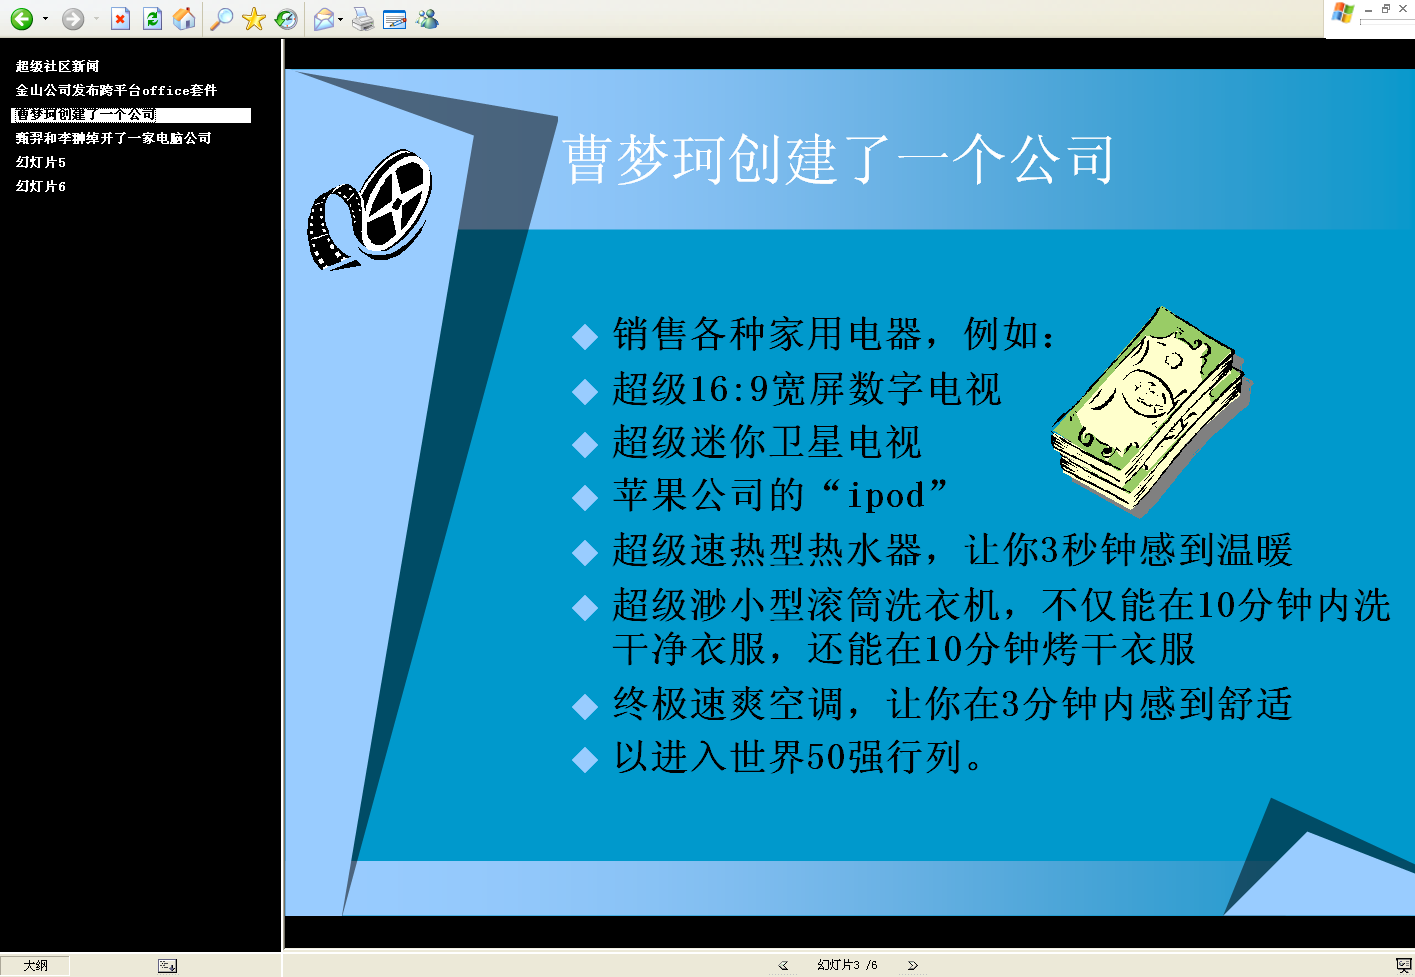 超级社区新闻
金山公司发布跨平台office套件
曹梦珂创建了一个公司
甄羿和李翀绰开了一家电脑公司
幻灯片5
幻灯片6
曹梦珂创建了一个公司
销售各种家用电器，例如：
超级16:9宽屏数字电视
超级迷你卫星电视
苹果公司的“ipod”
超级速热型热水器，让你3秒钟感到温暖
超级渺小型滚筒洗衣机，不仅能在10分钟内洗
干净衣服，还能在10分钟烤干衣服
终极速爽空调，让你在3分钟内感到舒适
以进入世界50强行列。
大纲
幻灯片3 /6